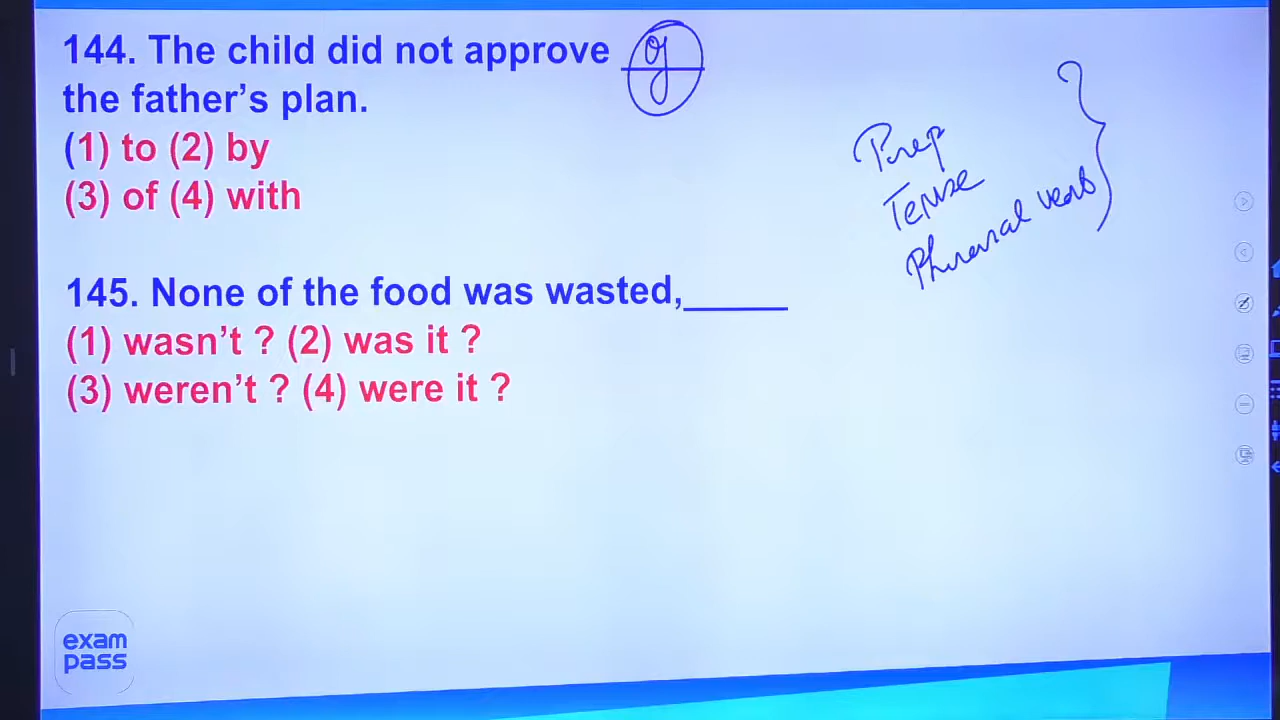 144. The child did not approve of
the father's plan.
(1) to (2) by
(3) of (4) with
Prep
Tense
Phrasal verb
145. None of the food was wasted,_____
(1) wasn't ? (2) was it ?
(3) weren't ? (4) were it ?
exam
pass